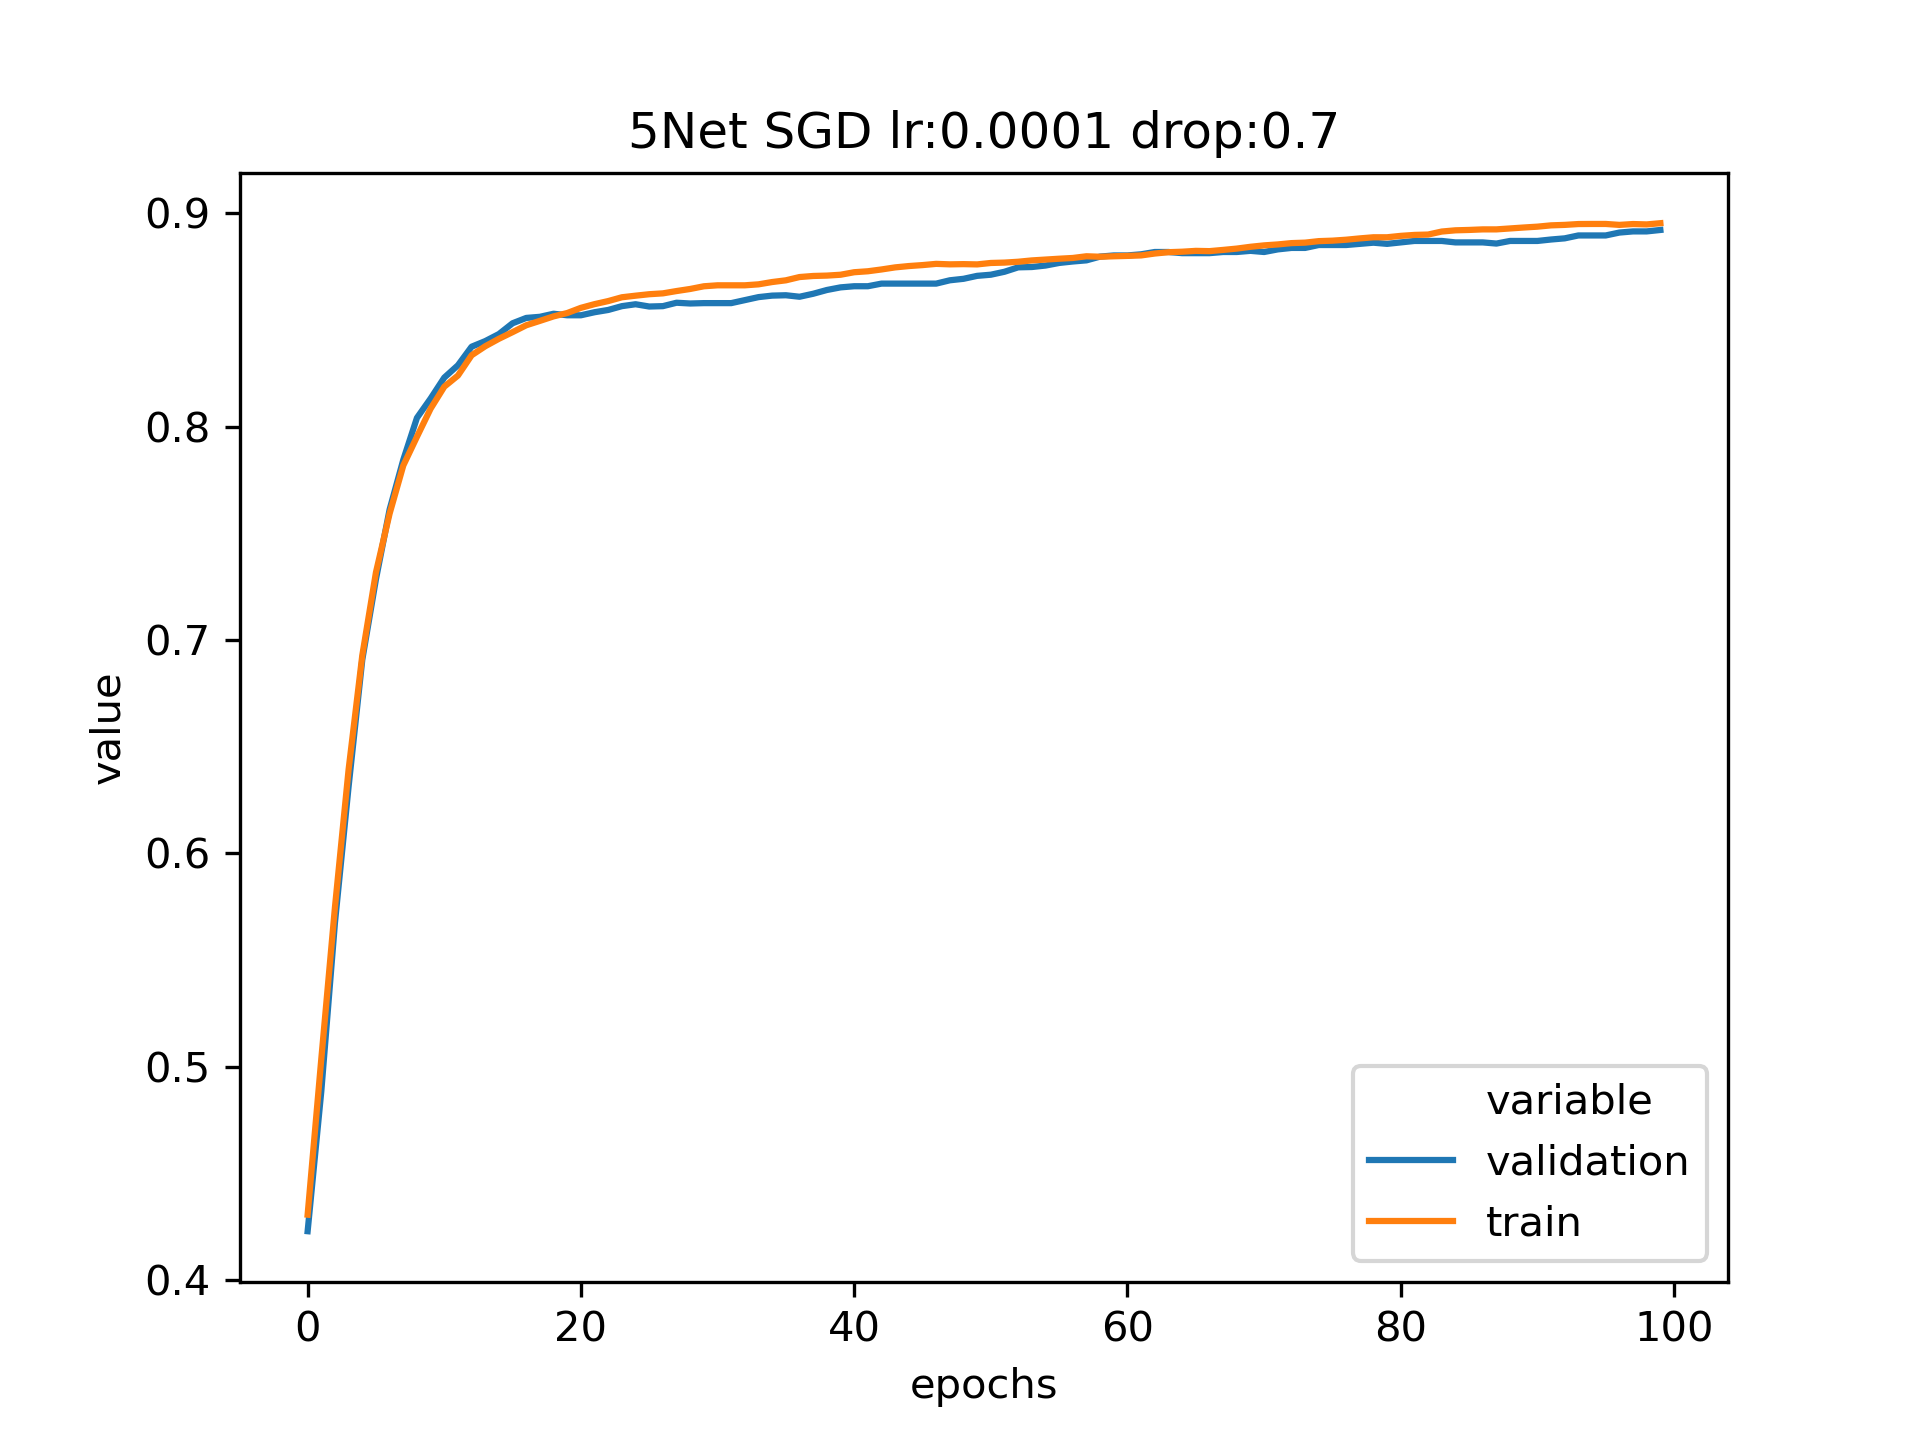 5Net SGD lr:0.0001 drop:0.7
0.9
0.8
0.7
0.6
0.5
0.4
value
0 20 40 60 80 100
epochs
variable
validation
train